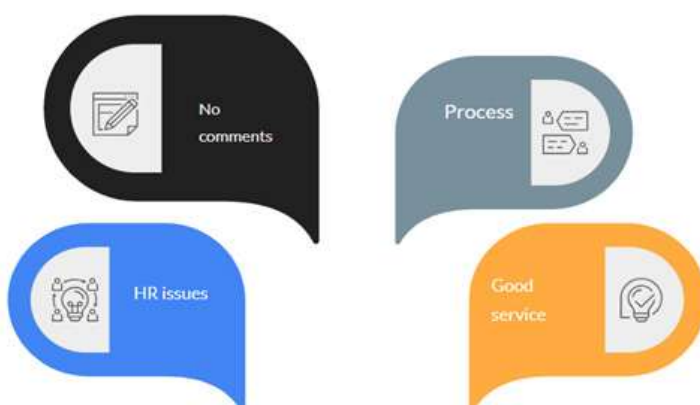 No
comments
Process
HR issues
Good
service